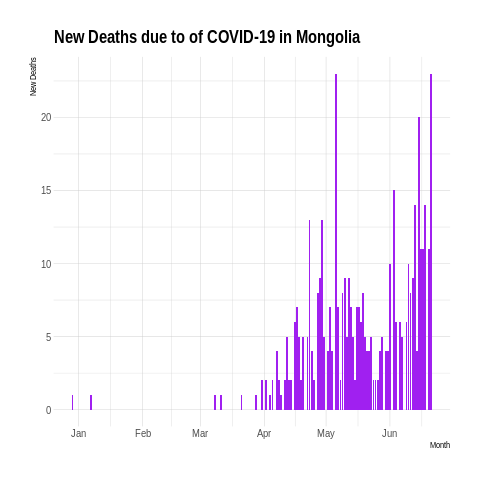 New Deaths due to of COVID-19 in Mongolia
New Deaths
20
15
10
5
0
Jan Feb Mar Apr May Jun
Month